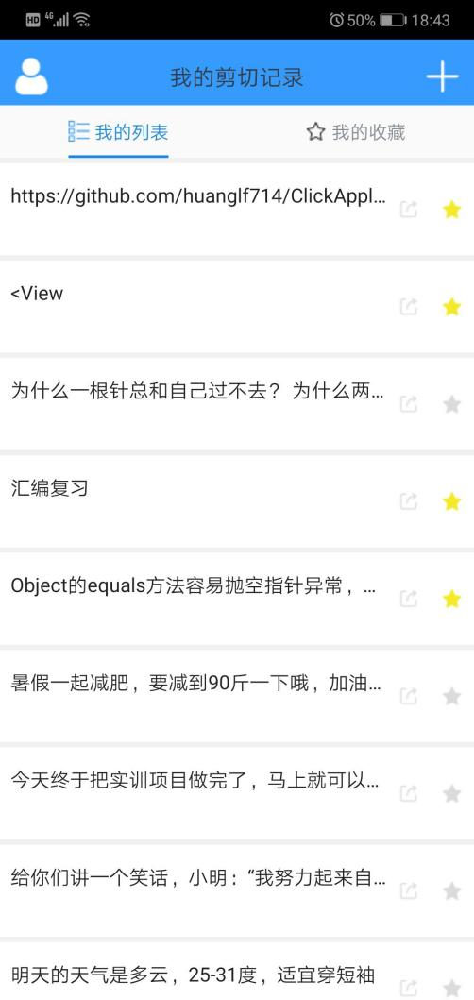 HD 4G 50% 18:43
我的剪切记录
我的列表 我的收藏
https://github.com/huanglf714/ClickAppl...
<View
为什么一根针总和自己过不去? 为什么两...
汇编复习
Object的equals方法容易抛空指针异常，...
暑假一起减肥，要减到90斤一下哦，加油...
今天终于把实训项目做完了，马上就可以...
给你们讲一个笑话，小明：“我努力起来自...
明天的天气是多云，25-31度，适宜穿短袖